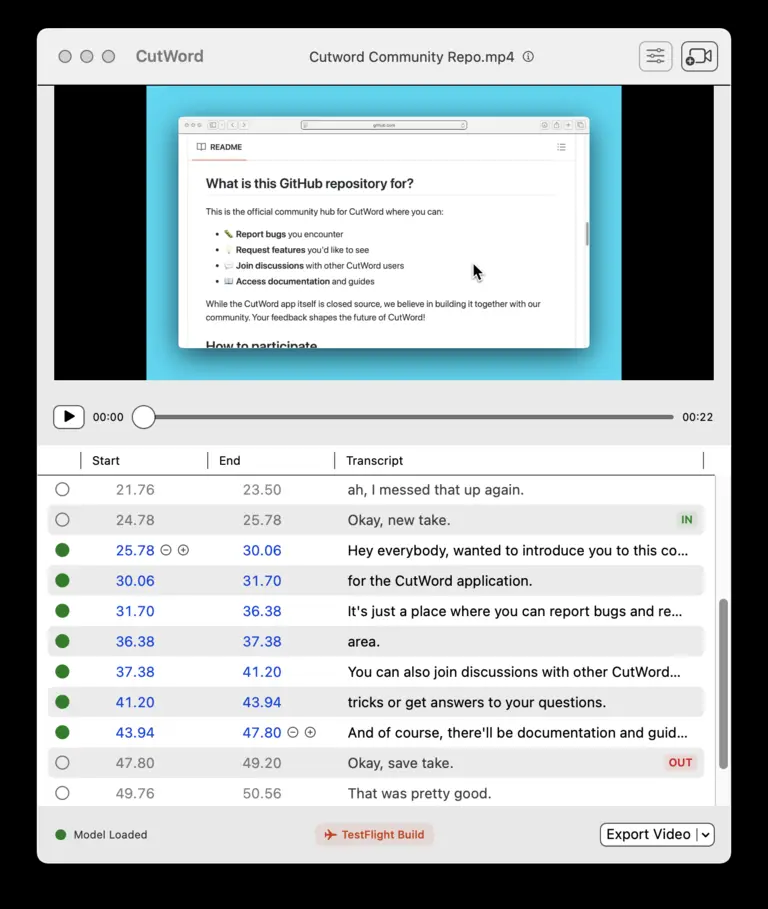 CutWord
Cutword Community Repo.mp4
README
What is this GitHub repository for?
This is the official community hub for CutWord where you can:
• Report bugs you encounter
• Request features you'd like to see
• Join discussions with other CutWord users
• Access documentation and guides
While the CutWord app itself is closed source, we believe in building it together with our
community. Your feedback shapes the future of CutWord!
How to participate
00:00
00:22
Start End Transcript
21.76 23.50 ah, I messed that up again.
24.78 25.78 Okay, new take. IN
25.78 30.06 Hey everybody, wanted to introduce you to this co...
30.06 31.70 for the CutWord application.
31.70 36.38 It's just a place where you can report bugs and re...
36.38 37.38 area.
37.38 41.20 You can also join discussions with other CutWord...
41.20 43.94 tricks or get answers to your questions.
43.94 47.80 And of course, there'll be documentation and guid...
47.80 49.20 Okay, save take. OUT
49.76 50.56 That was pretty good.
Model Loaded
TestFlight Build
Export Video